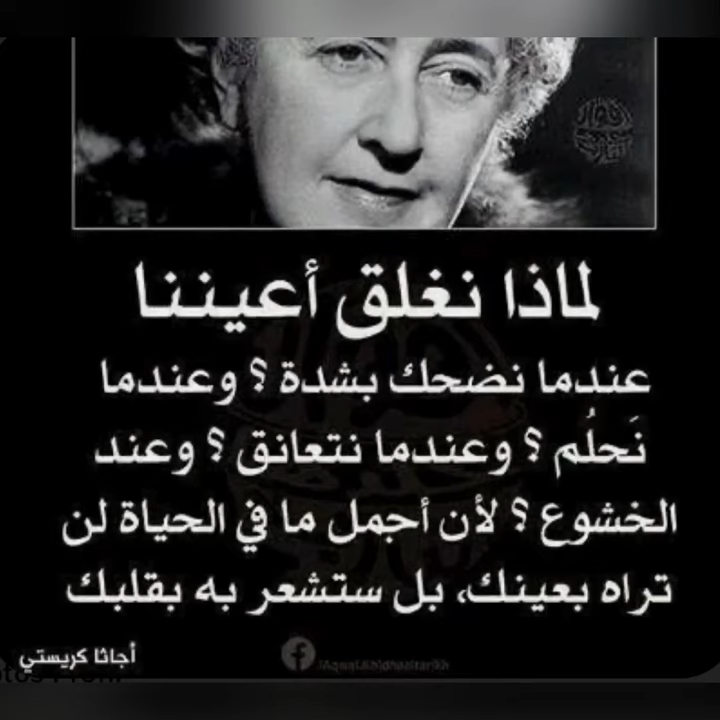 لماذا نغلق أعيننا
عندما نضحك بشدة ؟ وعندما
نَحلُم ؟ وعندما نتعانق ؟ وعند
الخشوع ؟ لأن أجمل ما في الحياة لن
تراه بعينك، بل ستشعر به بقلبك
أجاثا كريستي